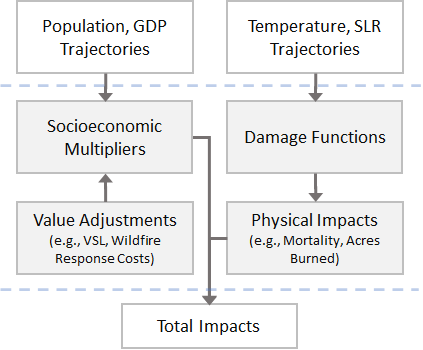 Population, GDP
Trajectories
Temperature, SLR
Trajectories
Socioeconomic
Multipliers
Damage Functions
Value Adjustments
(e.g., VSL, Wildfire
Response Costs)
Physical Impacts
(e.g., Mortality, Acres
Burned)
Total Impacts